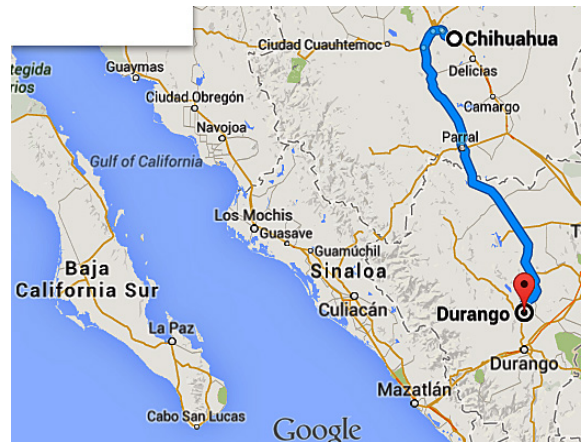 Chihuahua
Ciudad Cuauhtemoc
tegida
rios
Guaymas
Delicias
Ciudad Obregón
Camargo
Navojoa
Parral
Gulf of California
Los Mochis
Guasave
Guamúchil
T
Sinaloa
Baja
California Sur
Culiacán
Durango
La Paz
Durango
Mazatlán
Cabo San Lucas
Google